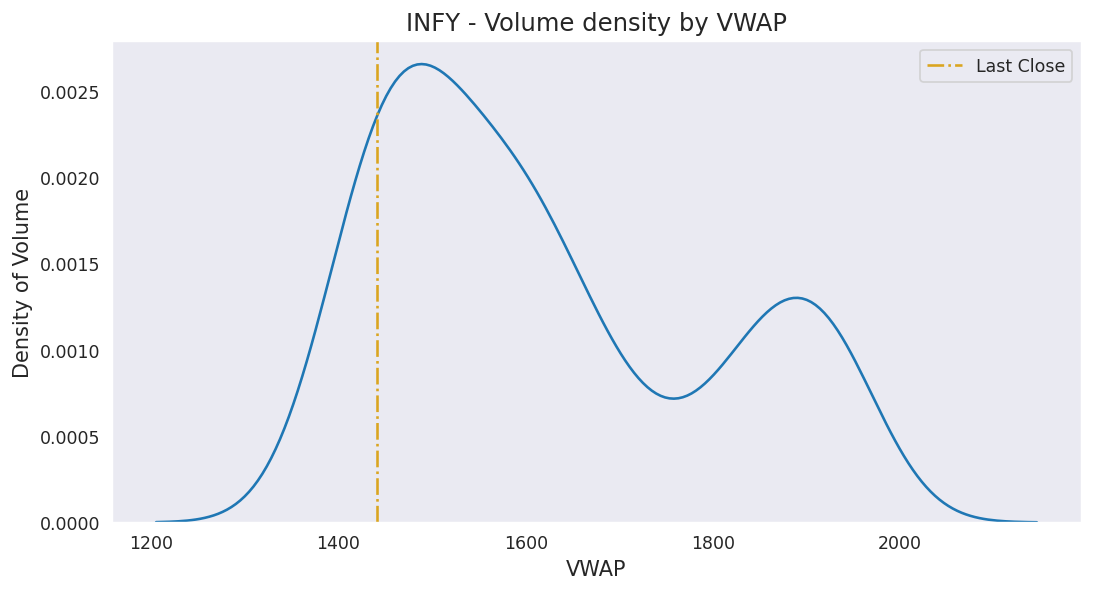 INFY - Volume density by VWAP
Last Close
Density of Volume
0.0025
0.0020
0.0015
0.0010
0.0005
0.0000
1200 1400 1600 1800 2000
VWAP